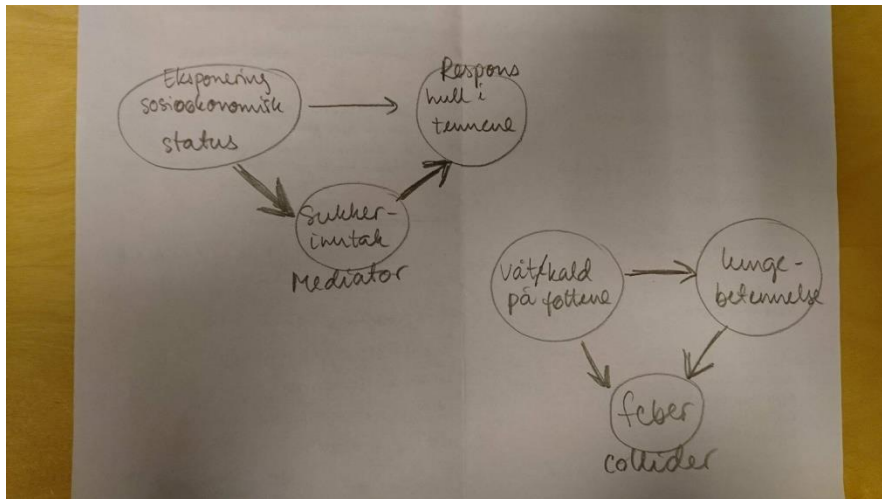 Eksponering
sosioøkonomisk
status
Respons
hull i
tennene
Sukker-
inntak
Mediator
Våt/kald
på føttene
lunge-
betennelse
feber
collider